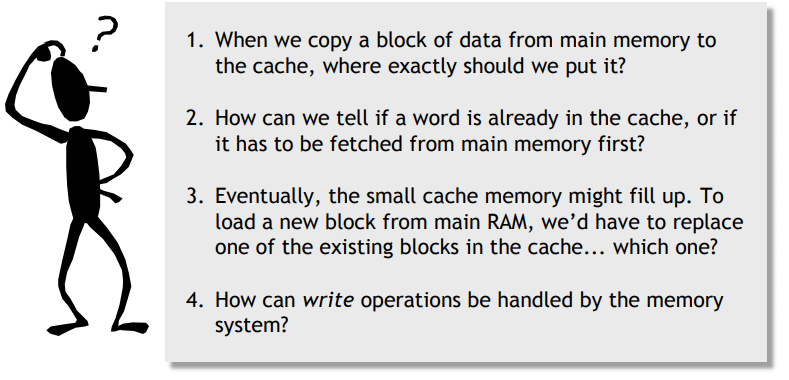 ?
1. When we copy a block of data from main memory to
the cache, where exactly should we put it?
2. How can we tell if a word is already in the cache, or if
it has to be fetched from main memory first?
3. Eventually, the small cache memory might fill up. To
load a new block from main RAM, we’d have to replace
one of the existing blocks in the cache... which one?
4. How can write operations be handled by the memory
system?